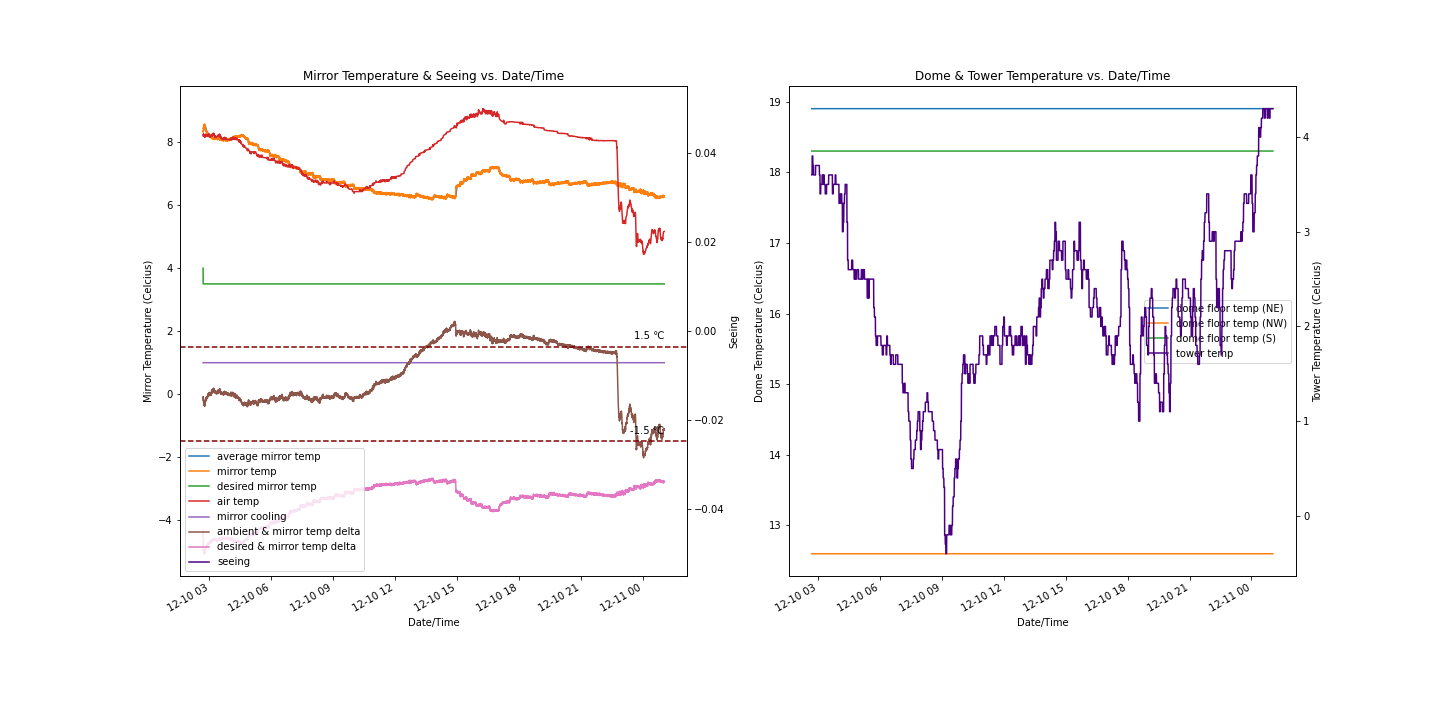 Mirror Temperature & Seeing vs. Date/Time
8
6
4
2
0
−2
−4
Mirror Temperature (Celcius)
1.5 °C
-1.5 °C
average mirror temp
mirror temp
desired mirror temp
air temp
mirror cooling
ambient & mirror temp delta
desired & mirror temp delta
seeing
0.04
0.02
0.00
−0.02
−0.04
Seeing
12-10 03
12-10 06
12-10 09
12-10 12
12-10 15
12-10 18
12-10 21
12-11 00
Date/Time
Dome & Tower Temperature vs. Date/Time
19
18
17
16
15
14
13
Dome Temperature (Celcius)
dome floor temp (NE)
dome floor temp (NW)
dome floor temp (S)
tower temp
4
3
2
1
0
Tower Temperature (Celcius)
12-10 03
12-10 06
12-10 09
12-10 12
12-10 15
12-10 18
12-10 21
12-11 00
Date/Time